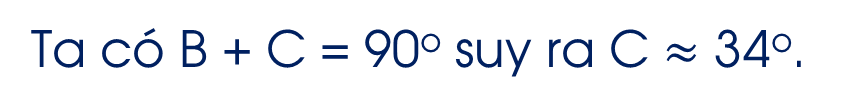 Ta có B + C = 90° suy ra C ≈ 34°.